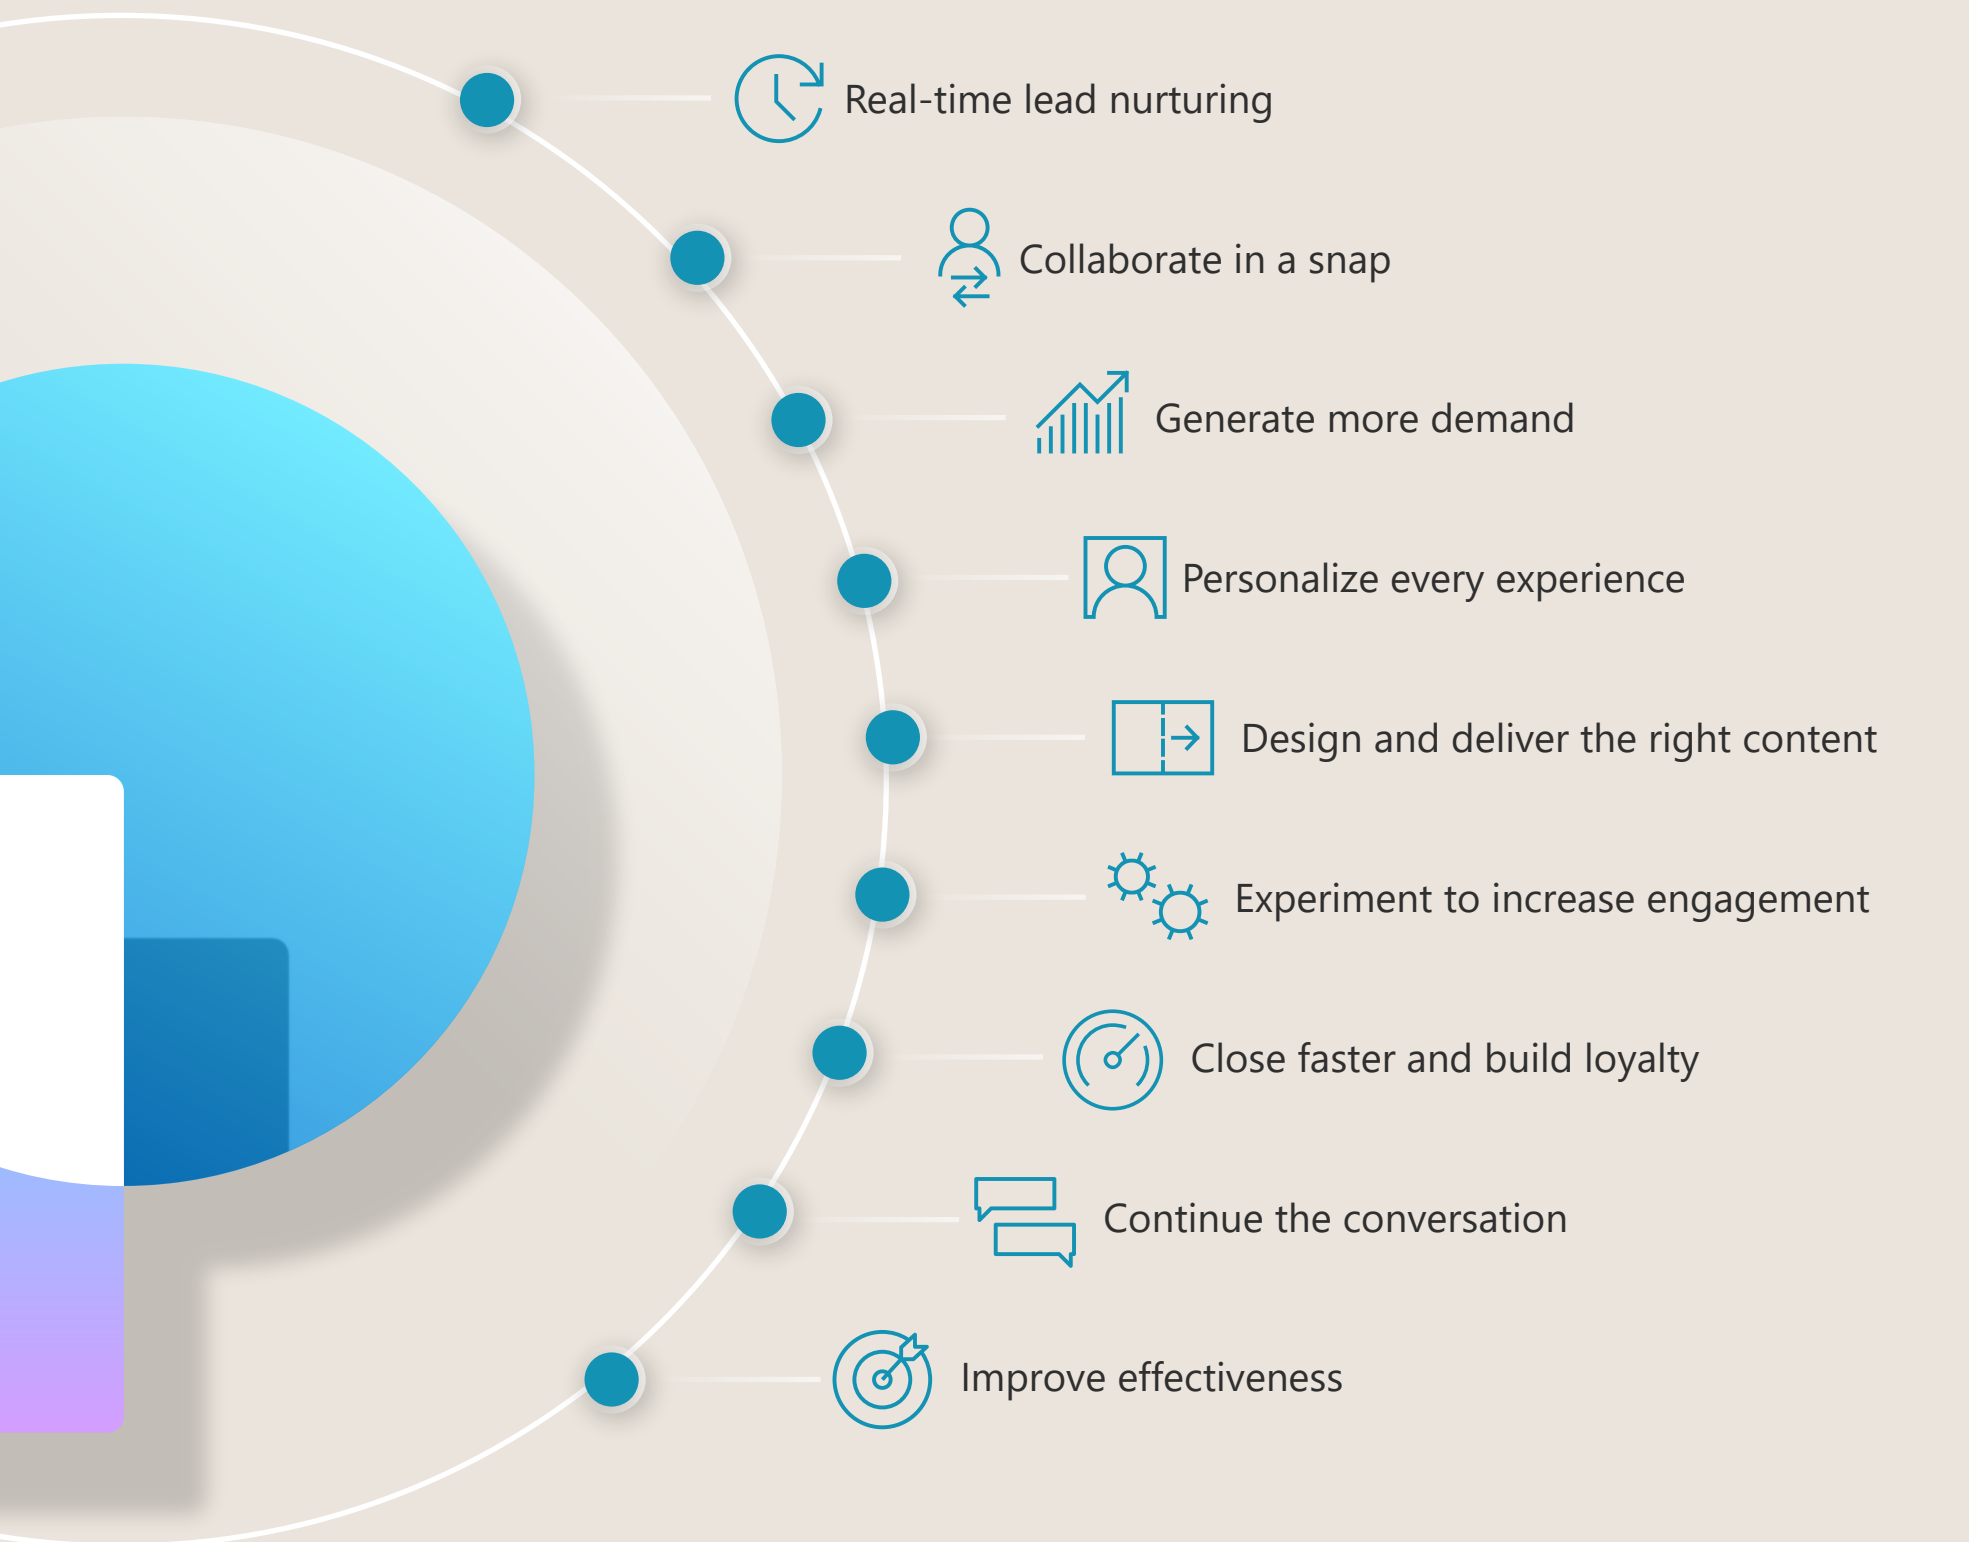 Real-time lead nurturing
Collaborate in a snap
Generate more demand
Personalize every experience
Design and deliver the right content
Experiment to increase engagement
Close faster and build loyalty
Continue the conversation
Improve effectiveness